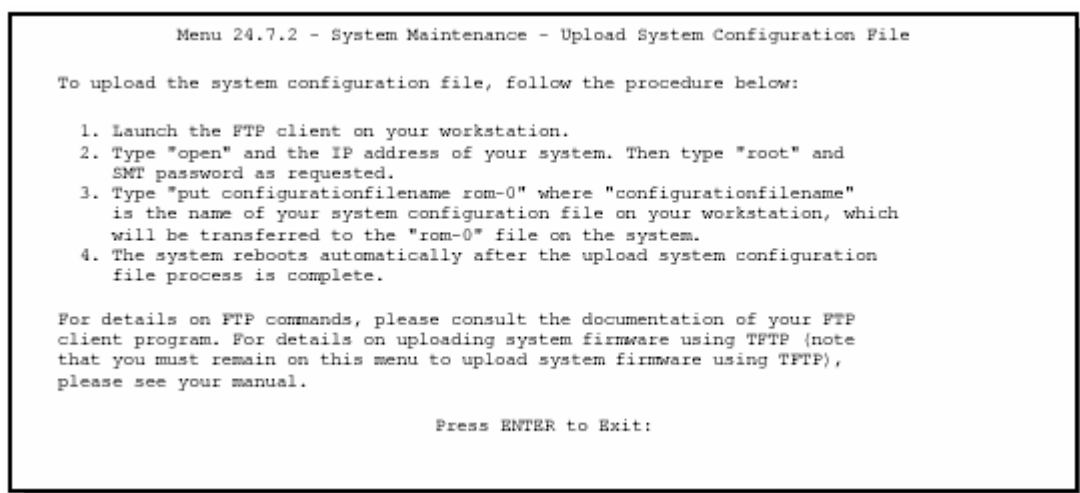 Menu 24.7.2 - System Maintenance - Upload System Configuration File
To upload the system configuration file, follow the procedure below:
1. Launch the FTP client on your workstation.
2. Type "open" and the IP address of your system. Then type "root" and
SMT password as requested.
3. Type "put configurationfilename rom-0" where "configurationfilename"
is the name of your system configuration file on your workstation, which
will be transferred to the "rom-0" file on the system.
4. The system reboots automatically after the upload system configuration
file process is complete.
For details on FTP commands, please consult the documentation of your FTP
client program. For details on uploading system firmware using TFTP (note
that you must remain on this menu to upload system firmware using TFTP),
please see your manual.
Press ENTER to Exit: